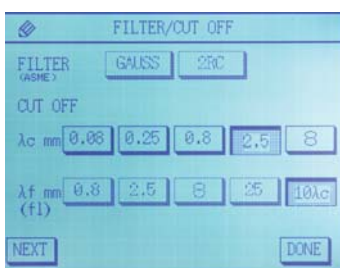 FILTER/CUT OFF
FILTER GAUSS 2RC
(ASME)
CUT OFF
λc mm 0.08 0.25 0.8 2.5 8
λf mm 0.8 2.5 8 25 10λc
(fl)
NEXT DONE